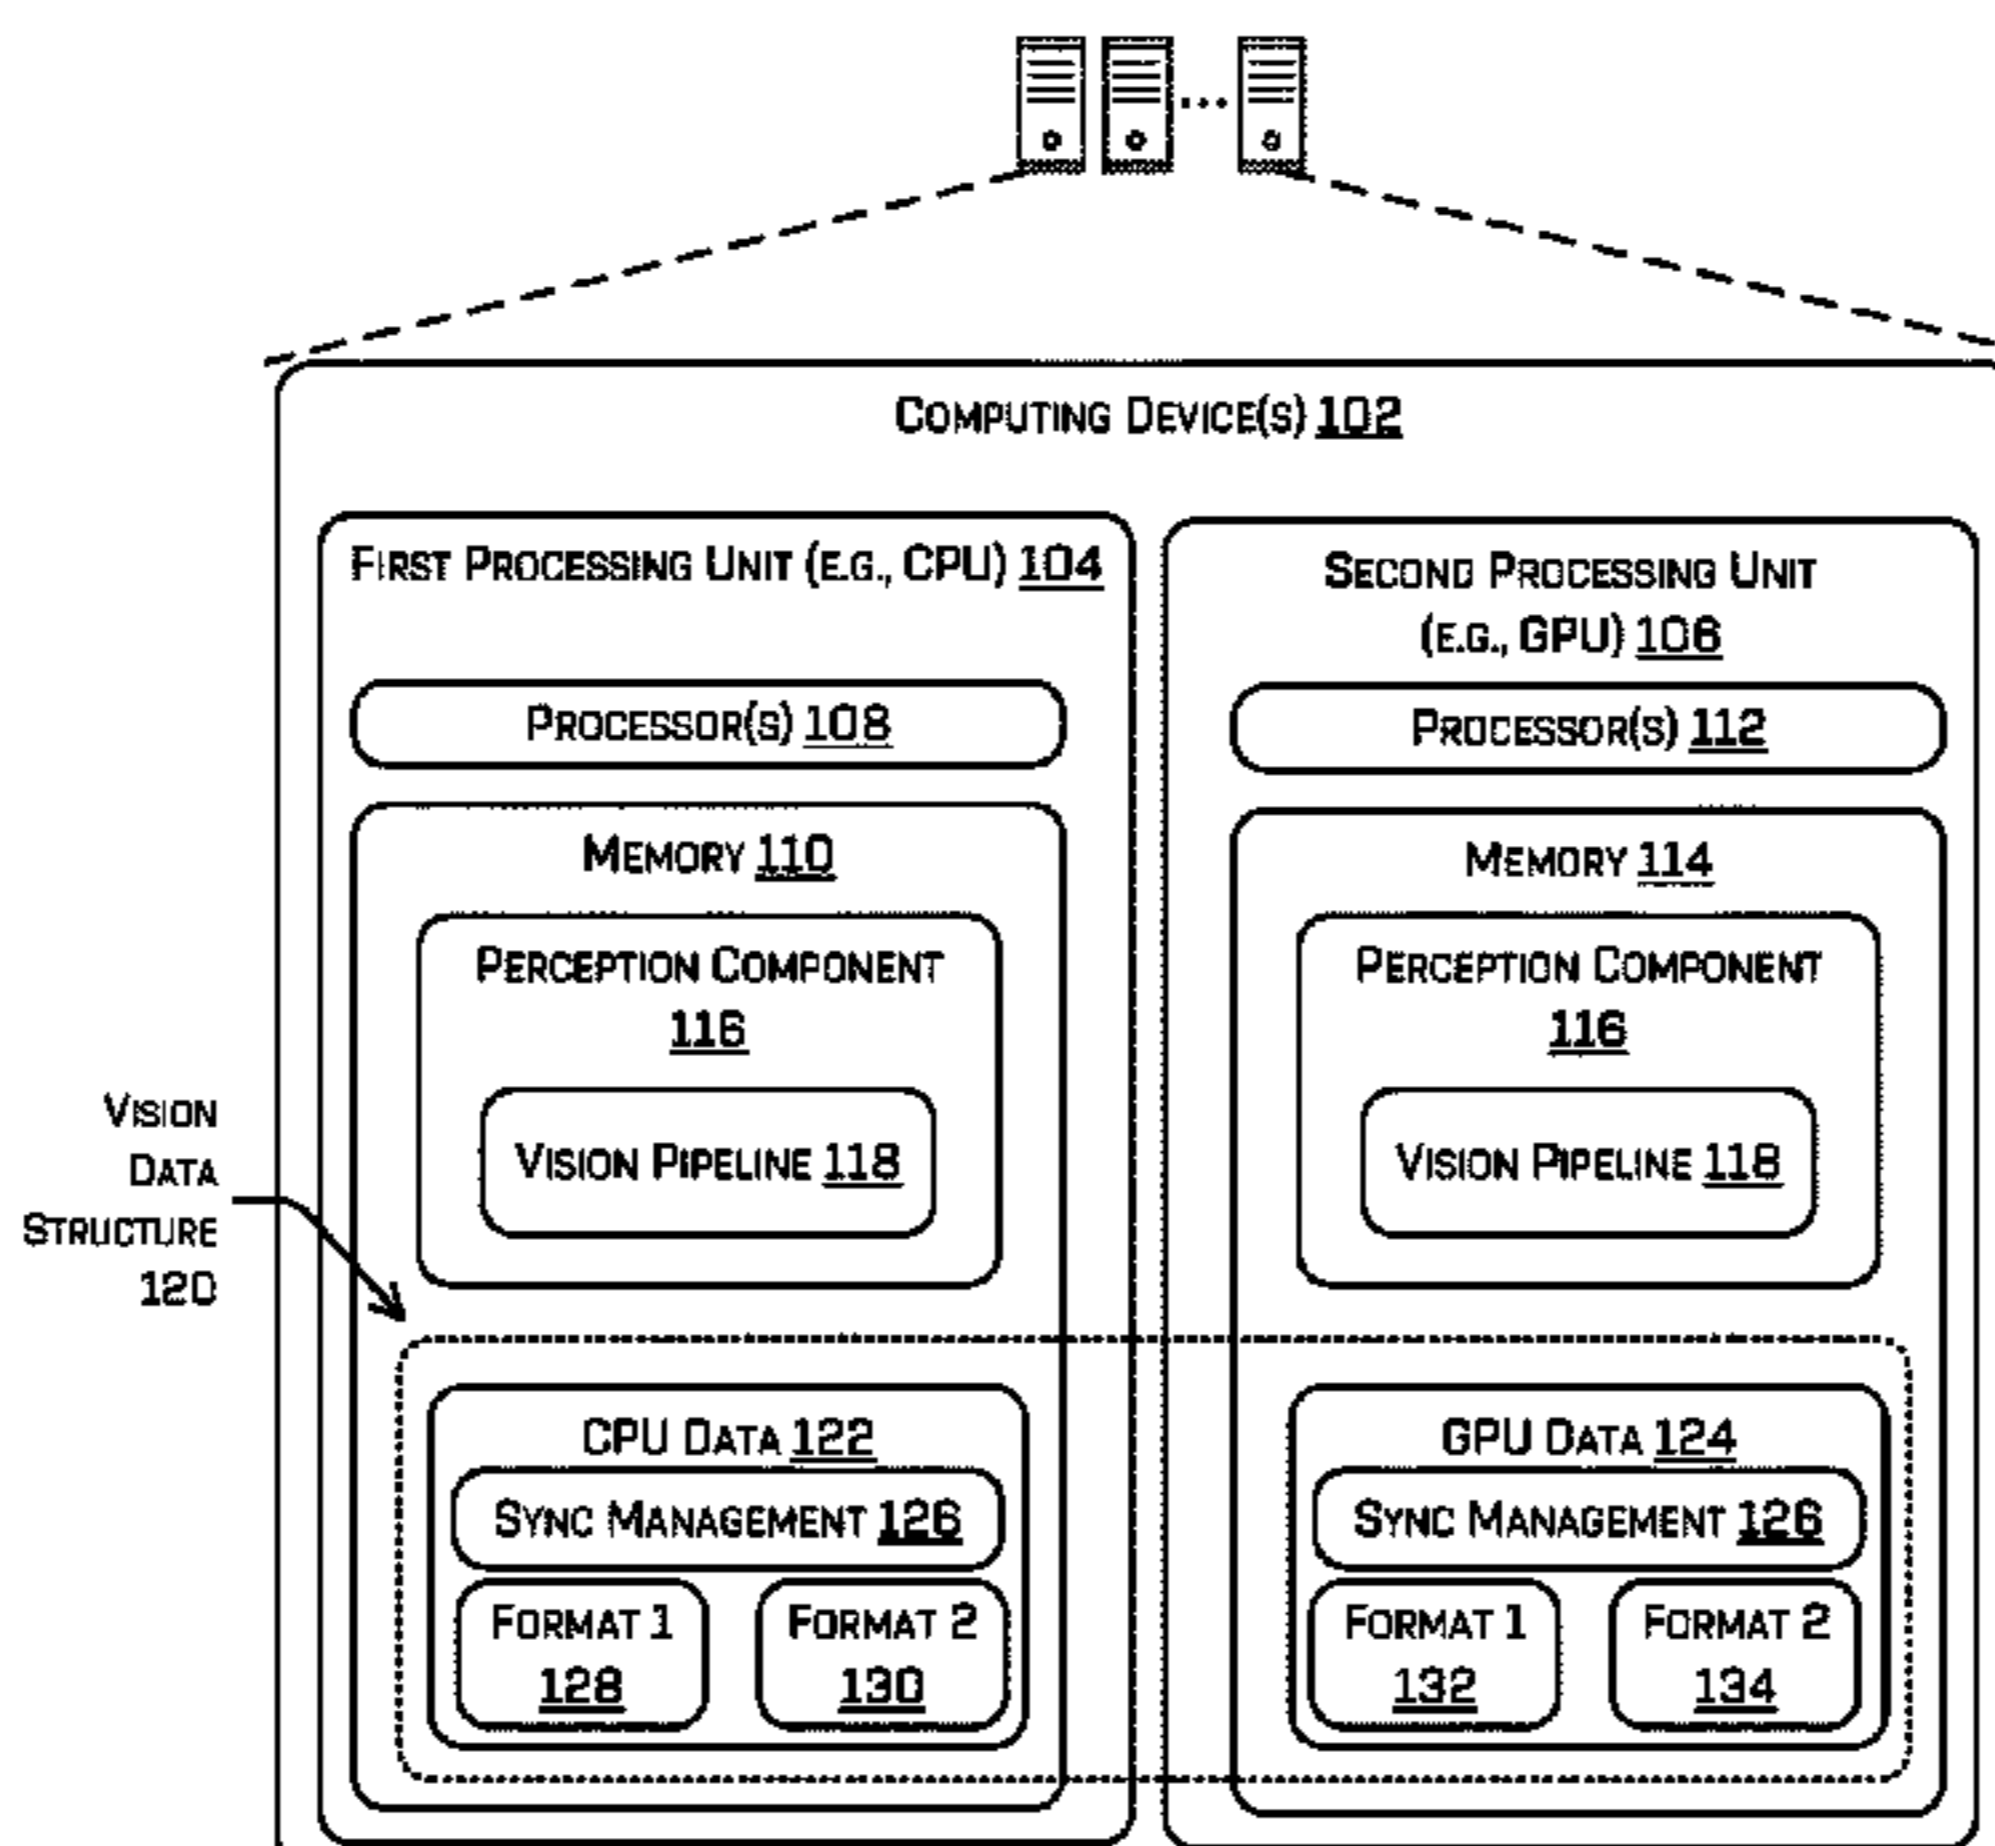 COMPUTING DEVICE(S) 102
FIRST PROCESSING UNIT (E.G., CPU) 104
PROCESSOR(S) 108
MEMORY 110
PERCEPTION COMPONENT
116
VISION PIPELINE 118
SECOND PROCESSING UNIT
(E.G., GPU) 106
PROCESSOR(S) 112
MEMORY 114
PERCEPTION COMPONENT
116
VISION PIPELINE 118
VISION
DATA
STRUCTURE
120
CPU DATA 122
SYNC MANAGEMENT 126
FORMAT 1
128
FORMAT 2
130
GPU DATA 124
SYNC MANAGEMENT 126
FORMAT 1
132
FORMAT 2
134